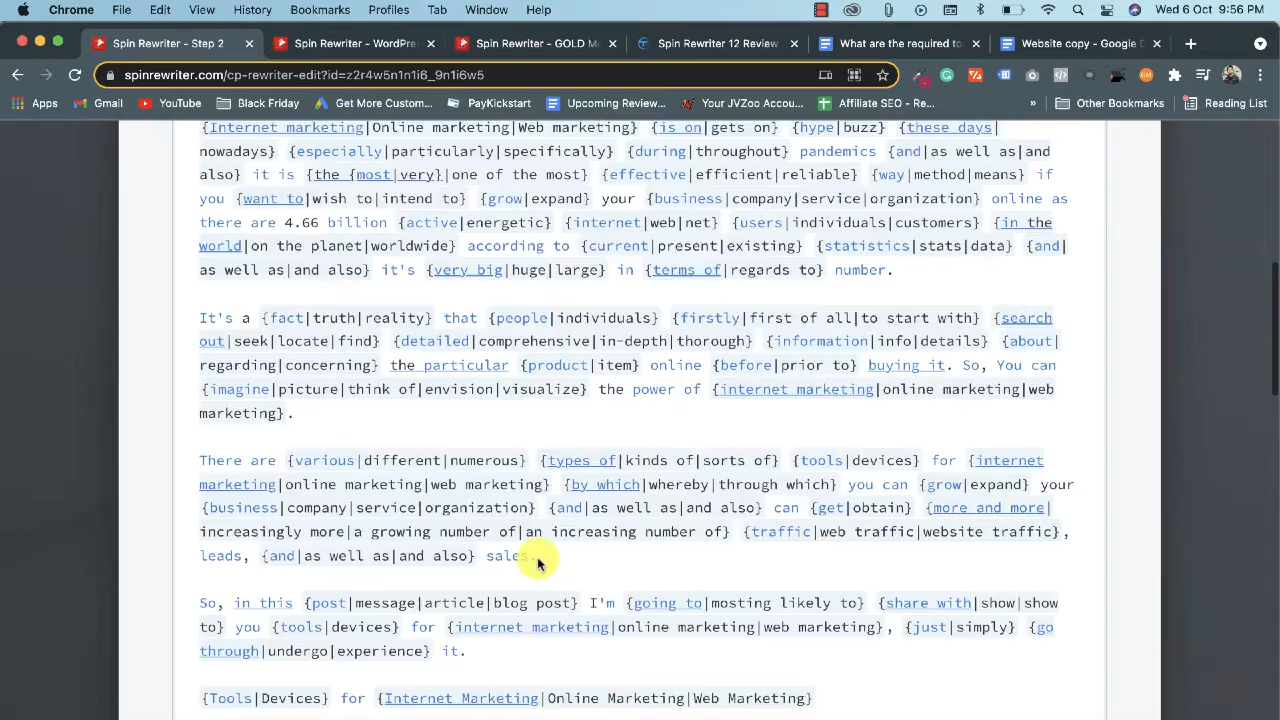 Chrome File Edit View History Bookmarks Profiles Tab Window Help Wed 6 Oct 9:56 PM
Spin Rewriter - Step 2 Spin Rewriter - WordPre Spin Rewriter - GOLD M Spin Rewriter 12 Review What are the required to Website copy - Google D
spinrewriter.com/cp-rewriter-edit?id=z2r4w5n1n1i6_9n1i6w5
Apps Gmail YouTube Black Friday Get More Custom... PayKickstart Upcoming Review... Your JVZoo Accou... Affiliate SEO - Re... » Other Bookmarks Reading List
{Internet marketing|Online marketing|Web marketing} {is on|gets on} {hype|buzz} {these days|
nowadays} {especially|particularly|specifically} {during|throughout} pandemics {and|as well as|and
also} it is {the {most|very}|one of the most} {effective|efficient|reliable} {way|method|means} if
you {want to|wish to|intend to} {grow|expand} your {business|company|service|organization} online as
there are 4.66 billion {active|energetic} {internet|web|net} {users|individuals|customers} {in the
world|on the planet|worldwide} according to {current|present|existing} {statistics|stats|data} {and|
as well as|and also} it's {very big|huge|large} in {terms of|regards to} number.
It's a {fact|truth|reality} that {people|individuals} {firstly|first of all|to start with} {search
out|seek|locate|find} {detailed|comprehensive|in-depth|thorough} {information|info|details} {about|
regarding|concerning} the particular {product|item} online {before|prior to} buying it. So, You can
{imagine|picture|think of|envision|visualize} the power of {internet marketing|online marketing|web
marketing}.
There are {various|different|numerous} {types of|kinds of|sorts of} {tools|devices} for {internet
marketing|online marketing|web marketing} {by which|whereby|through which} you can {grow|expand} your
{business|company|service|organization} {and|as well as|and also} can {get|obtain} {more and more|
increasingly more|a growing number of|an increasing number of} {traffic|web traffic|website traffic},
leads, {and|as well as|and also} sales.
So, in this {post|message|article|blog post} I'm {going to|mosting likely to} {share with|show|show
to} you {tools|devices} for {internet marketing|online marketing|web marketing}, {just|simply} {go
through|undergo|experience} it.
{Tools|Devices} for {Internet Marketing|Online Marketing|Web Marketing}